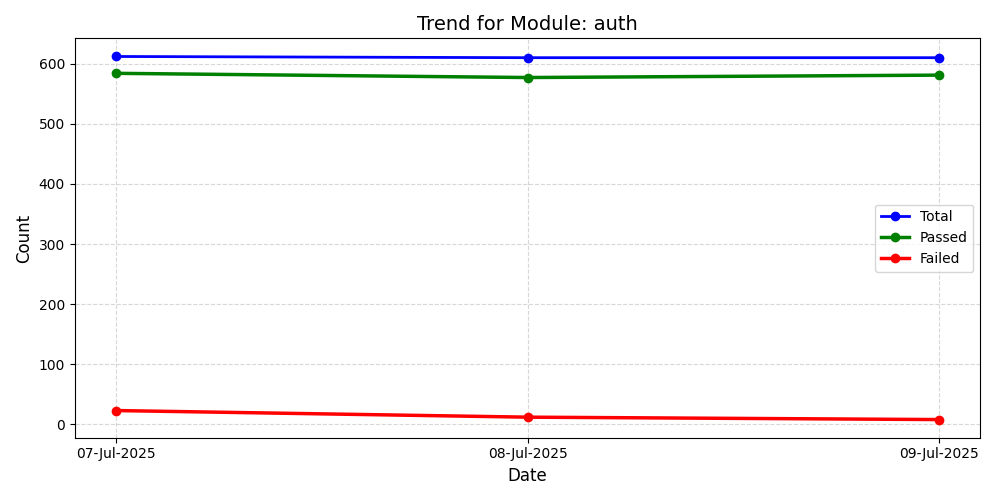 Trend for Module: auth
600
500
400
300
200
100
0
Count
Total
Passed
Failed
07-Jul-2025
08-Jul-2025
09-Jul-2025
Date